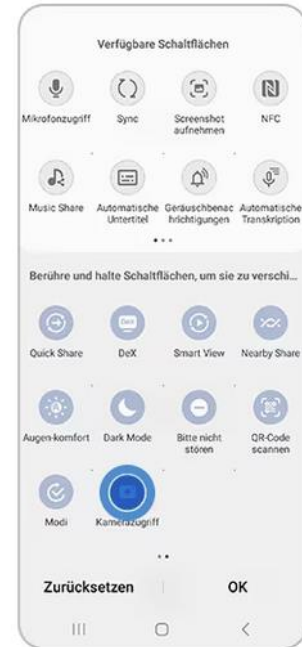 Verfügbare Schaltflächen
Mikrofonzugriff
Sync
Screenshot
aufnehmen
NFC
Music Share
Automatische
Untertitel
Geräuschbenac
hrichtigungen
Automatische
Transkription
Berühre und halte Schaltflächen, um sie zu verschi...
Quick Share
DeX
DeX
Smart View
Nearby Share
Augen-komfort
Dark Mode
Bitte nicht
stören
QR-Code
scannen
Modi
Kamerazugriff
Zurücksetzen
OK